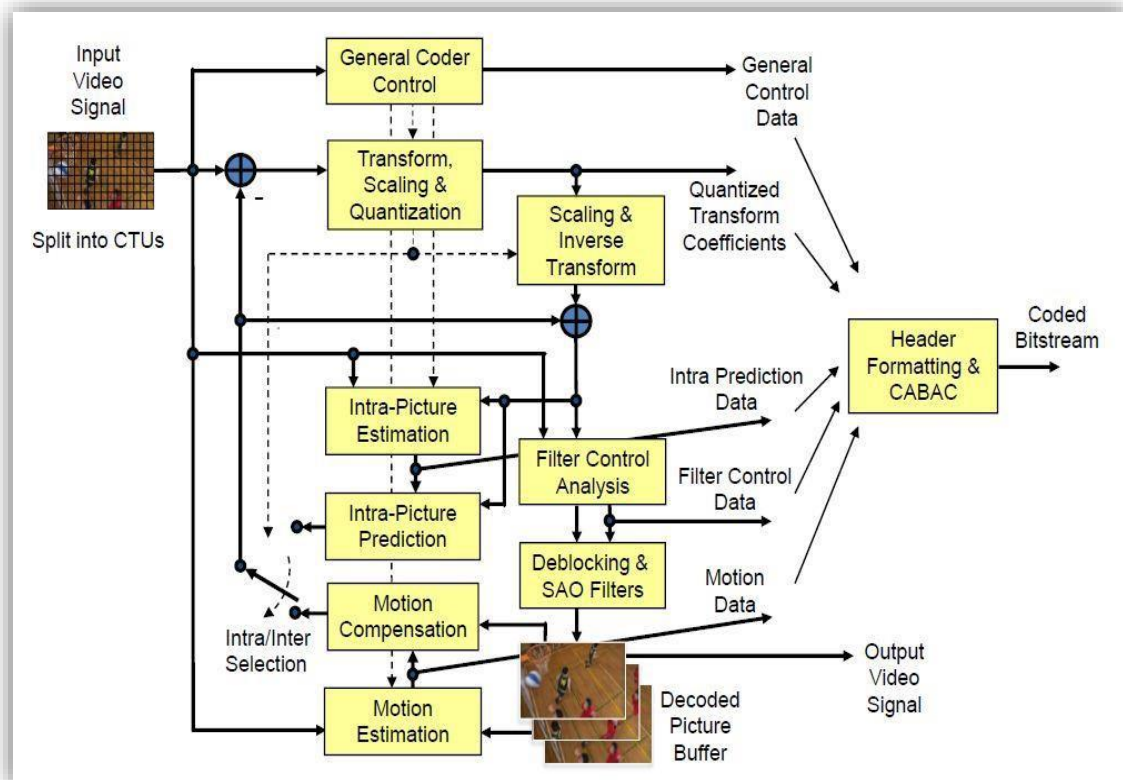 Input
Video
Signal
Split into CTUs
General Coder
Control
General
Control
Data
Transform,
Scaling &
Quantization
-
Quantized
Transform
Coefficients
Scaling &
Inverse
Transform
Header
Formatting &
CABAC
Coded
Bitstream
Intra-Picture
Estimation
Intra Prediction
Data
Filter Control
Analysis
Filter Control
Data
Intra-Picture
Prediction
Deblocking &
SAO Filters
Motion
Data
Intra/Inter
Selection
Motion
Compensation
Motion
Estimation
Decoded
Picture
Buffer
Output
Video
Signal